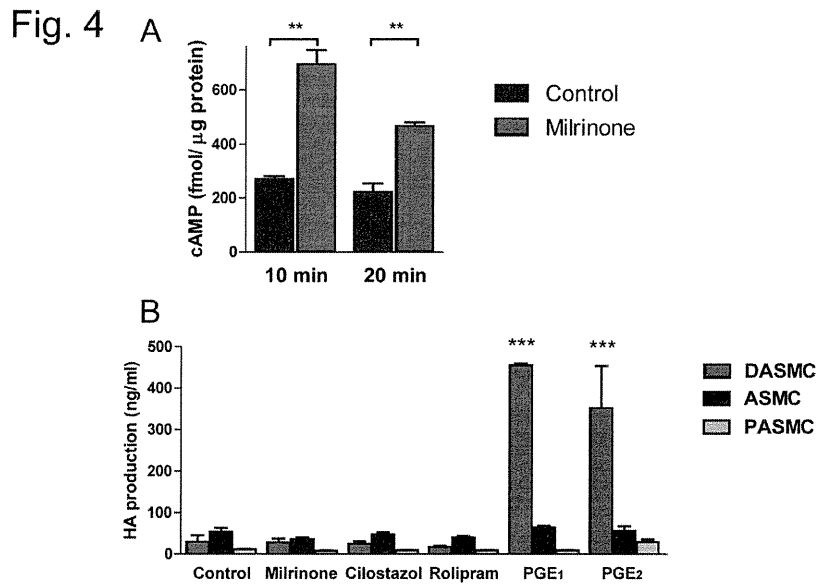 Fig. 4
A
** **
cAMP (fmol/ μg protein)
600
400
200
0
10 min 20 min
Control
Milrinone
B
HA production (ng/ml)
500
400
300
200
100
0
*** ***
Control Milrinone Cilostazol Rolipram PGE1 PGE2
DASMC
ASMC
PASMC